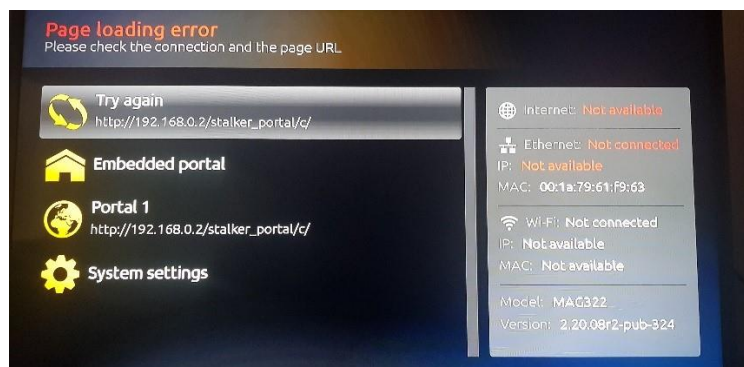 Page loading error
Please check the connection and the page URL
Try again
http://192.168.0.2/stalker_portal/c/
Embedded portal
Portal 1
http://192.168.0.2/stalker_portal/c/
System settings
Internet: Not available
Ethernet: Not connected
IP: Not available
MAC: 00:1a:79:61:f9:63
Wi-Fi: Not connected
IP: Not available
MAC: Not available
Model: MAG322
Version: 2.20.08r2-pub-324